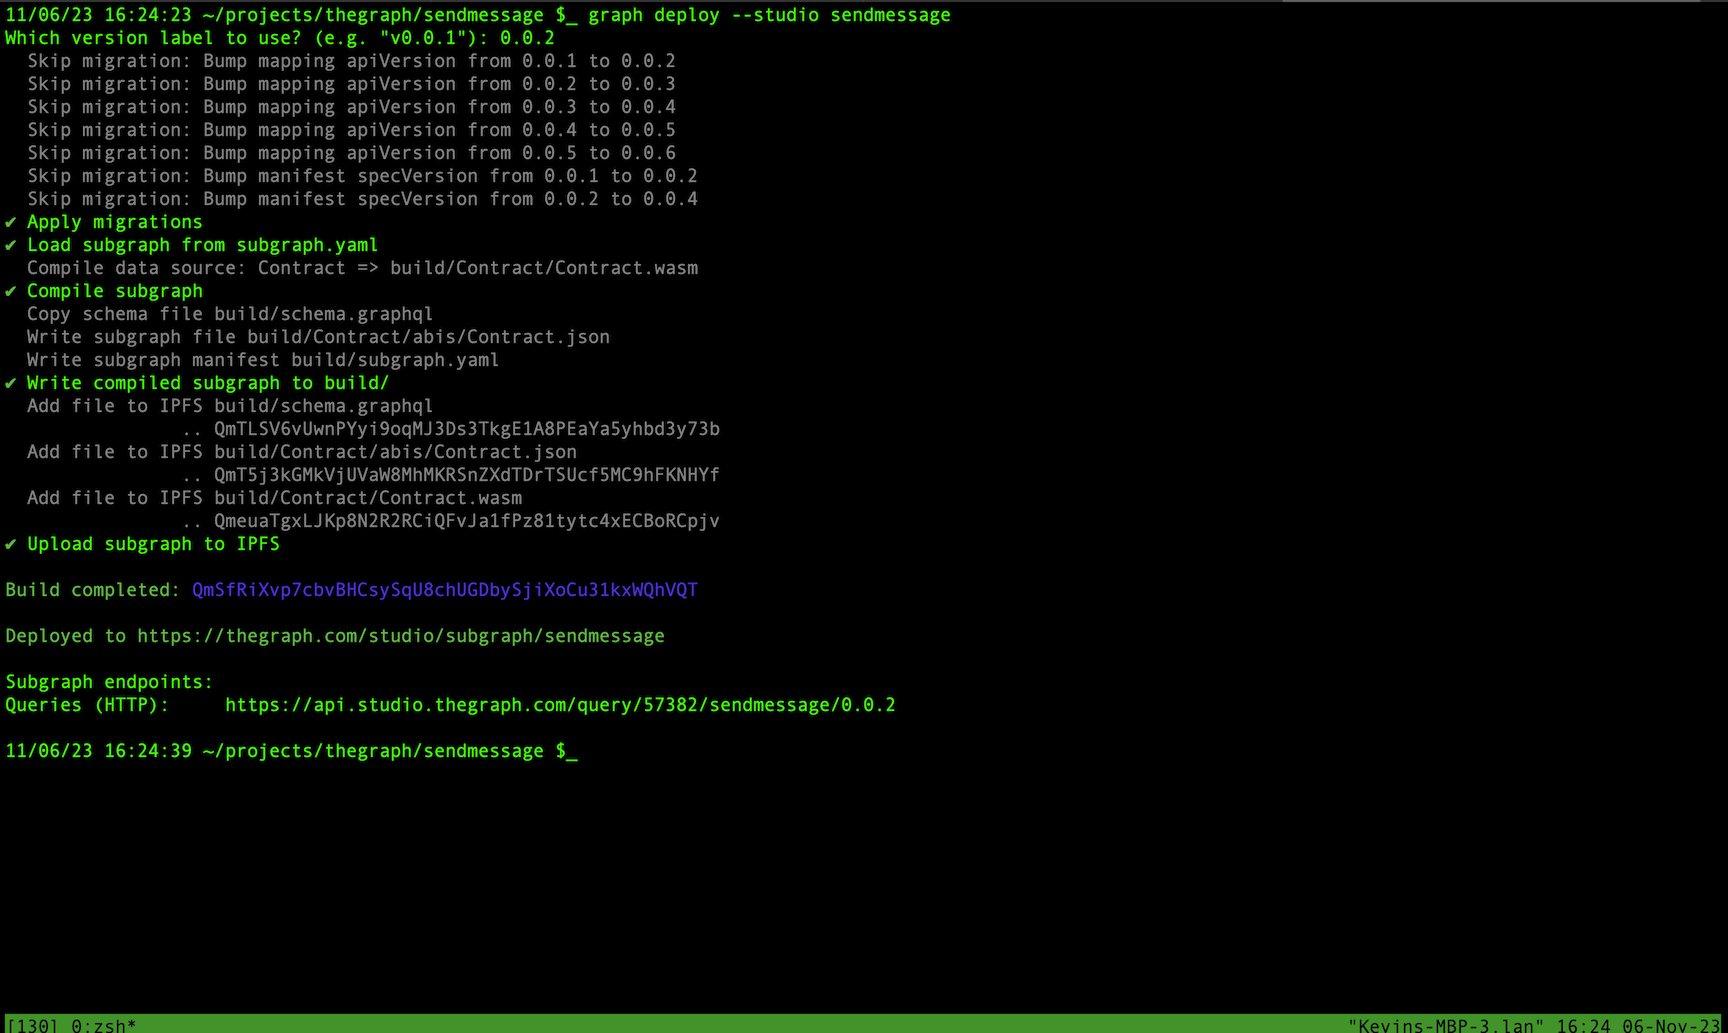 11/06/23 16:24:23 ~/projects/thegraph/sendmessage $_ graph deploy --studio sendmessage
Which version label to use? (e.g. "v0.0.1"): 0.0.2
Skip migration: Bump mapping apiVersion from 0.0.1 to 0.0.2
Skip migration: Bump mapping apiVersion from 0.0.2 to 0.0.3
Skip migration: Bump mapping apiVersion from 0.0.3 to 0.0.4
Skip migration: Bump mapping apiVersion from 0.0.4 to 0.0.5
Skip migration: Bump mapping apiVersion from 0.0.5 to 0.0.6
Skip migration: Bump manifest specVersion from 0.0.1 to 0.0.2
Skip migration: Bump manifest specVersion from 0.0.2 to 0.0.4
✔ Apply migrations
✔ Load subgraph from subgraph.yaml
Compile data source: Contract => build/Contract/Contract.wasm
✔ Compile subgraph
Copy schema file build/schema.graphql
Write subgraph file build/Contract/abis/Contract.json
Write subgraph manifest build/subgraph.yaml
✔ Write compiled subgraph to build/
Add file to IPFS build/schema.graphql
.. QmTLSV6vUwnPYyi9oqMJ3Ds3TkgE1A8PEaYa5yhbd3y73b
Add file to IPFS build/Contract/abis/Contract.json
.. QmT5j3kGMkVjUVaW8MhMKRSnZXdTDrTSUcf5MC9hFKNHYf
Add file to IPFS build/Contract/Contract.wasm
.. QmeuaTgxLJKp8N2R2RCiQFvJa1fPz81tytc4xECBoRCpjv
✔ Upload subgraph to IPFS
Build completed: QmSfRiXvp7cbvBHCsySqU8chUGDbySjiXoCu31kxWQhVQT
Deployed to https://thegraph.com/studio/subgraph/sendmessage
Subgraph endpoints:
Queries (HTTP):     https://api.studio.thegraph.com/query/57382/sendmessage/0.0.2
11/06/23 16:24:39 ~/projects/thegraph/sendmessage $_
[130] 0:zsh* "Kevins-MBP-3.lan" 16:24 06-Nov-23